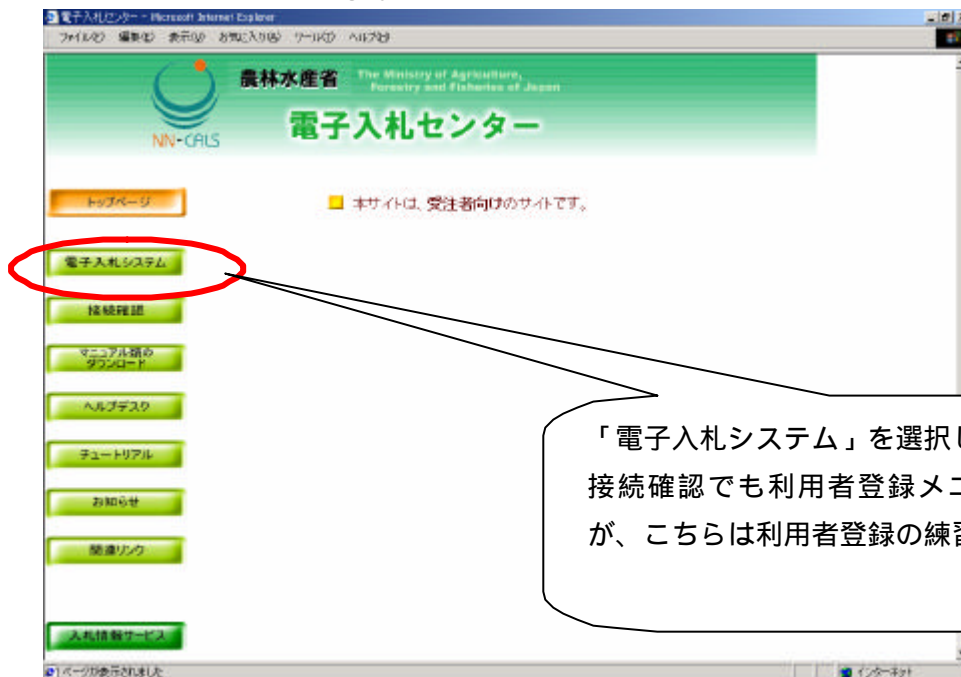 電子入札センター - Microsoft Internet Explorer
ファイル(F) 編集(E) 表示(V) お気に入り(A) ツール(T) ヘルプ(H)
農林水産省 The Ministry of Agriculture,
Forestry and Fisheries of Japan
電子入札センター
NN-CALS
トップページ
本サイトは、受注者向けのサイトです。
電子入札システム
接続確認
マニュアル類の
ダウンロード
ヘルプデスク
チュートリアル
お知らせ
関連リンク
入札情報サービス
「電子入札システム」を選択し
接続確認でも利用者登録メニ
が、こちらは利用者登録の練習
ページが表示されました
インターネット